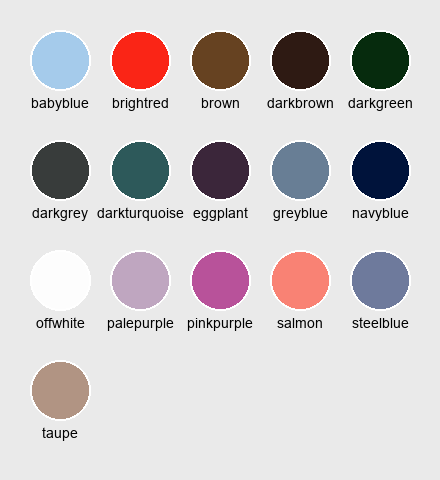 babyblue brightred brown darkbrown darkgreen
darkgrey darkturquoise eggplant greyblue navyblue
offwhite palepurple pinkpurple salmon steelblue
taupe